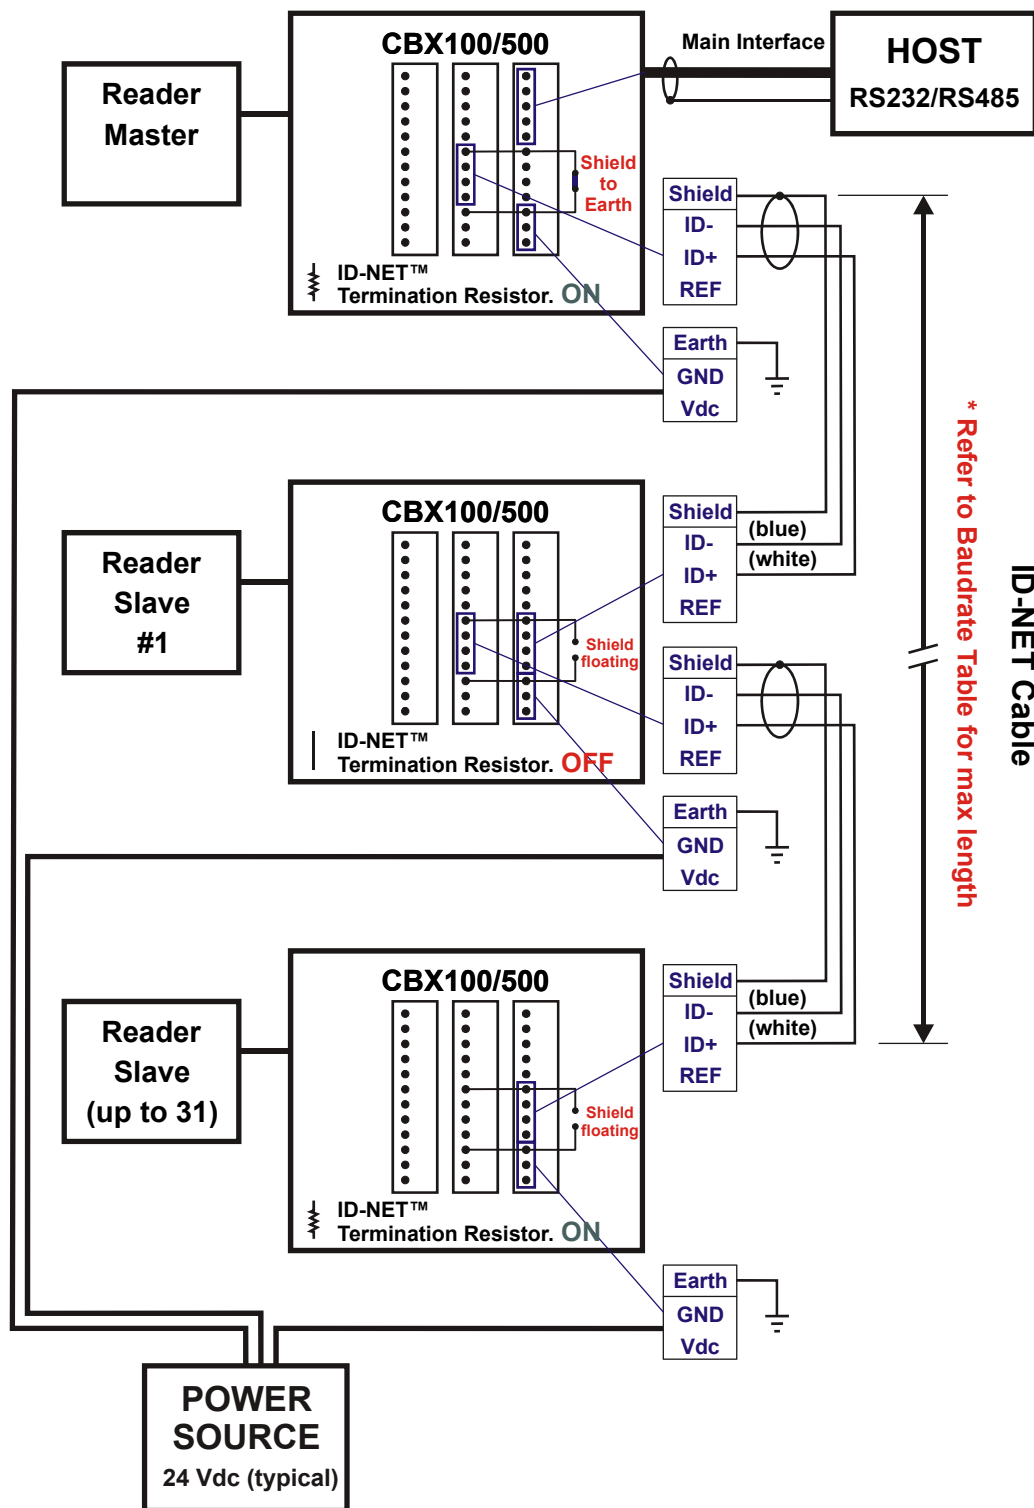 CBX100/500
Main Interface
HOST
RS232/RS485
Reader
Master
Shield
to
Earth
ID-NET™
Termination Resistor. ON
Shield
ID-
ID+
REF
Earth
GND
Vdc
CBX100/500
Reader
Slave
#1
Shield
floating
ID-NET™
Termination Resistor. OFF
Shield
ID-
ID+
REF
(blue)
(white)
Shield
ID-
ID+
REF
Earth
GND
Vdc
* Refer to Baudrate Table for max length
ID-NET Cable
CBX100/500
Reader
Slave
(up to 31)
Shield
floating
ID-NET™
Termination Resistor. ON
Shield
ID-
ID+
REF
(blue)
(white)
Earth
GND
Vdc
POWER
SOURCE
24 Vdc (typical)